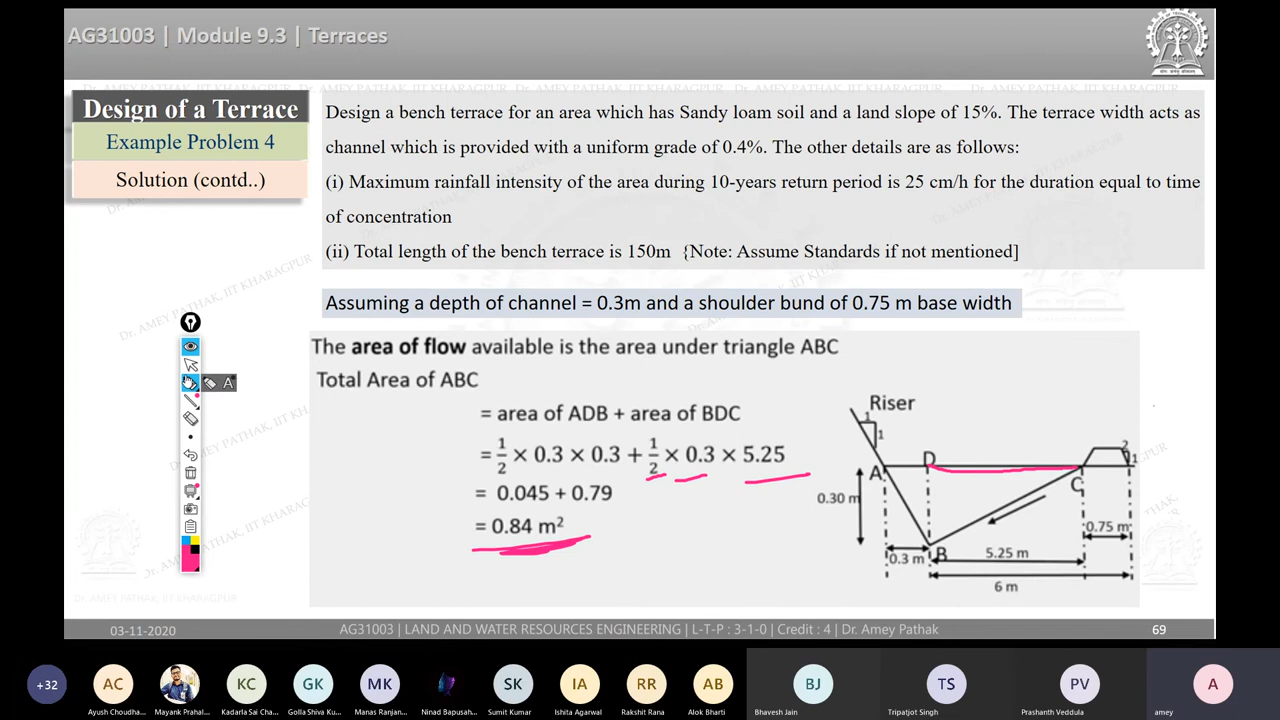 AG31003 | Module 9.3 | Terraces
Design of a Terrace
Example Problem 4
Solution (contd..)
Design a bench terrace for an area which has Sandy loam soil and a land slope of 15%. The terrace width acts as
channel which is provided with a uniform grade of 0.4%. The other details are as follows:
(i) Maximum rainfall intensity of the area during 10-years return period is 25 cm/h for the duration equal to time
of concentration
(ii) Total length of the bench terrace is 150m {Note: Assume Standards if not mentioned]
Assuming a depth of channel = 0.3m and a shoulder bund of 0.75 m base width
The area of flow available is the area under triangle ABC
Total Area of ABC
= area of ADB + area of BDC
= 1/2 × 0.3 × 0.3 + 1/2 × 0.3 × 5.25
= 0.045 + 0.79
= 0.84 m²
Riser
1
1
2
1
A
D
C
B
0.30 m
0.3 m
5.25 m
0.75 m
6 m
Dr. AMEY PATHAK, IIT KHARAGPUR
03-11-2020
AG31003 | LAND AND WATER RESOURCES ENGINEERING | L-T-P : 3-1-0 | Credit : 4 | Dr. Amey Pathak
69
+32
AC
KC
GK
MK
SK
IA
RR
AB
BJ
TS
PV
A
Ayush Choudha...
Mayank Prahal...
Kadarla Sai Cha...
Golla Shiva Ku...
Manas Ranjan...
Ninad Bapusah...
Sumit Kumar
Ishita Agarwal
Rakshit Rana
Alok Bharti
Bhavesh Jain
Tripatjot Singh
Prashanth Veddula
amey